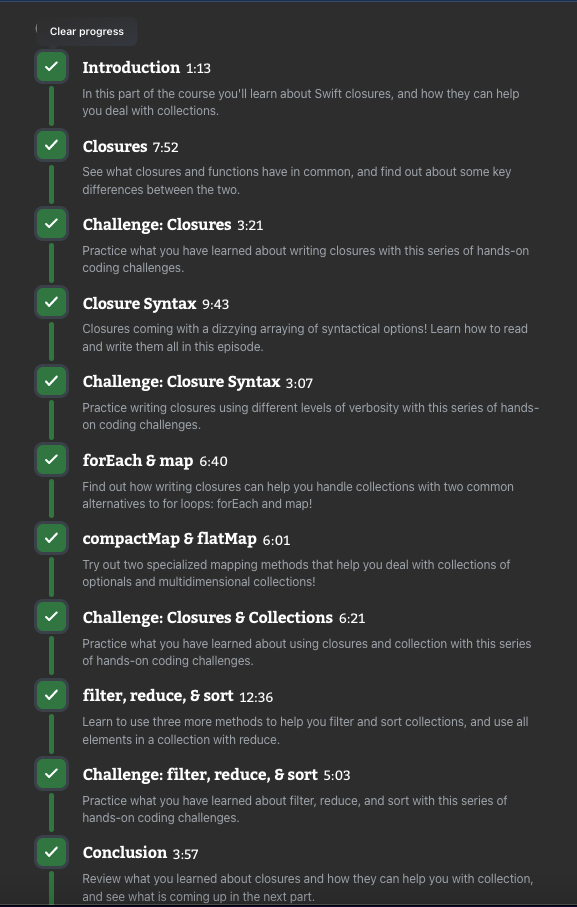 Clear progress
Introduction 1:13
In this part of the course you'll learn about Swift closures, and how they can help
you deal with collections.
Closures 7:52
See what closures and functions have in common, and find out about some key
differences between the two.
Challenge: Closures 3:21
Practice what you have learned about writing closures with this series of hands-on
coding challenges.
Closure Syntax 9:43
Closures coming with a dizzying arraying of syntactical options! Learn how to read
and write them all in this episode.
Challenge: Closure Syntax 3:07
Practice writing closures using different levels of verbosity with this series of hands-
on coding challenges.
forEach & map 6:40
Find out how writing closures can help you handle collections with two common
alternatives to for loops: forEach and map!
compactMap & flatMap 6:01
Try out two specialized mapping methods that help you deal with collections of
optionals and multidimensional collections!
Challenge: Closures & Collections 6:21
Practice what you have learned about using closures and collection with this series
of hands-on coding challenges.
filter, reduce, & sort 12:36
Learn to use three more methods to help you filter and sort collections, and use all
elements in a collection with reduce.
Challenge: filter, reduce, & sort 5:03
Practice what you have learned about filter, reduce, and sort with this series of
hands-on coding challenges.
Conclusion 3:57
Review what you learned about closures and how they can help you with collection,
and see what is coming up in the next part.